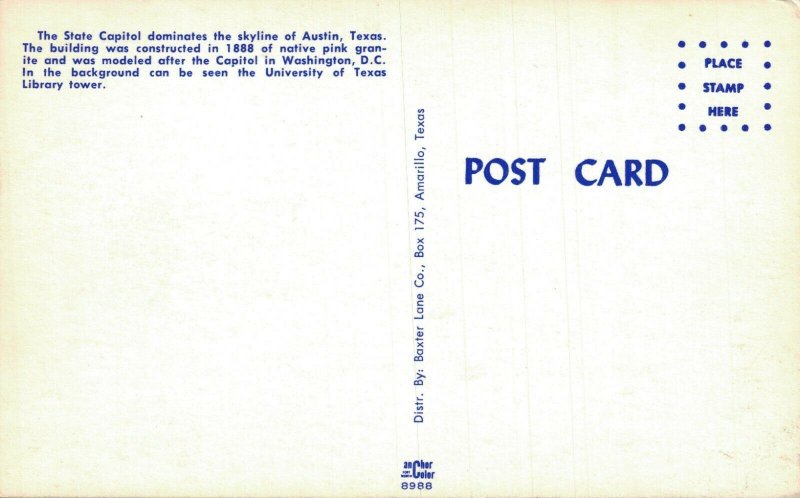 The State Capitol dominates the skyline of Austin, Texas.
The building was constructed in 1888 of native pink gran-
ite and was modeled after the Capitol in Washington, D.C.
In the background can be seen the University of Texas
Library tower.
PLACE
STAMP
HERE
POST CARD
Distr. By: Baxter Lane Co., Box 175, Amarillo, Texas
anChor
Color
8988